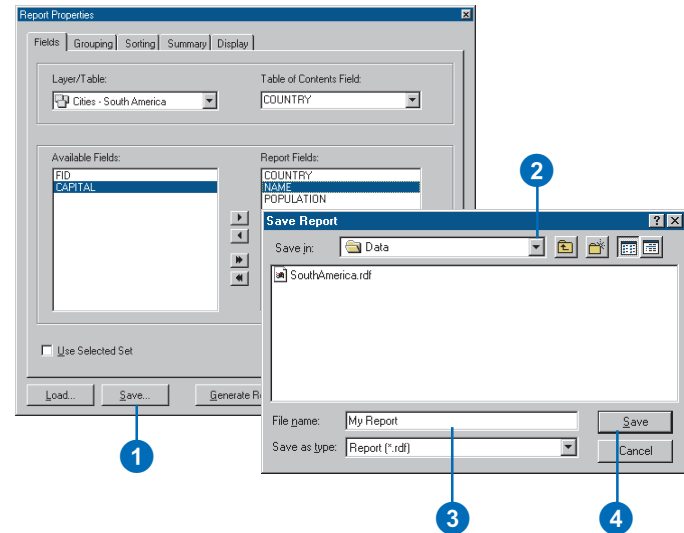 Report Properties
Fields Grouping Sorting Summary Display
Layer/Table:
Table of Contents Field:
Cities - South America
COUNTRY
Available Fields:
Report Fields:
FID
CAPITAL
COUNTRY
NAME
POPULATION
Use Selected Set
Load... Save... Generate R
1
2
Save Report
Save in: Data
SouthAmerica.rdf
File name: My Report Save
Save as type: Report (*.rdf) Cancel
3
4